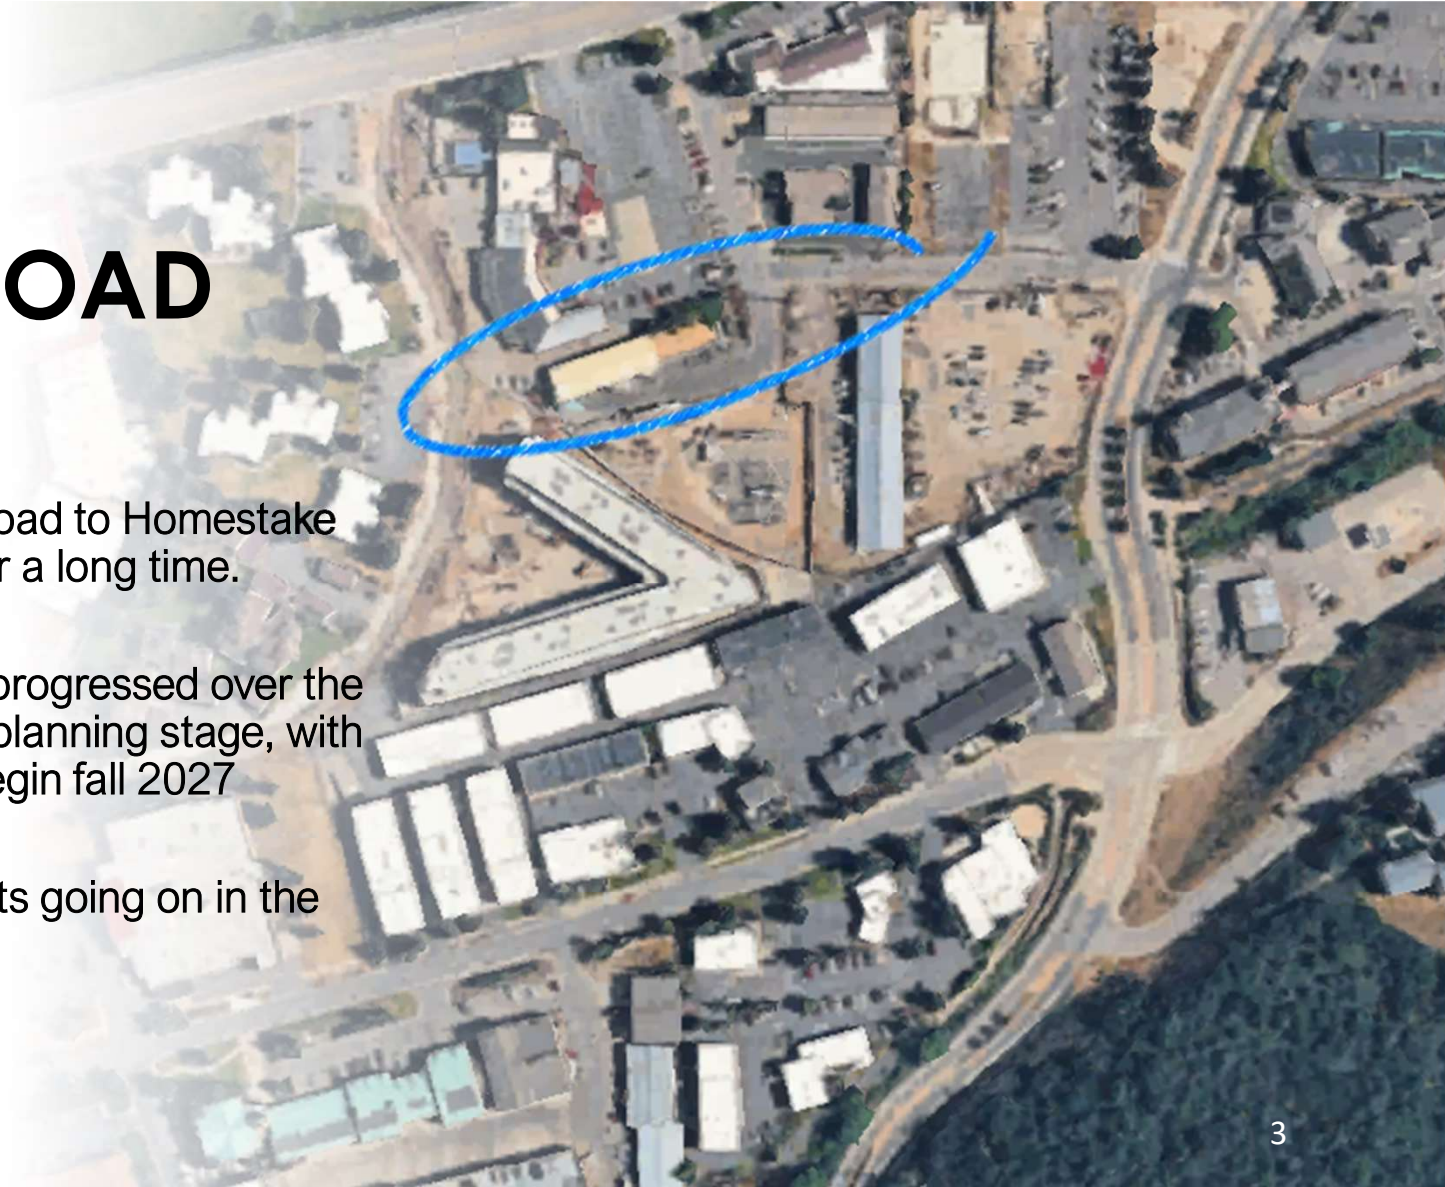 OAD
oad to Homestake
r a long time.
progressed over the
planning stage, with
egin fall 2027
ts going on in the
3